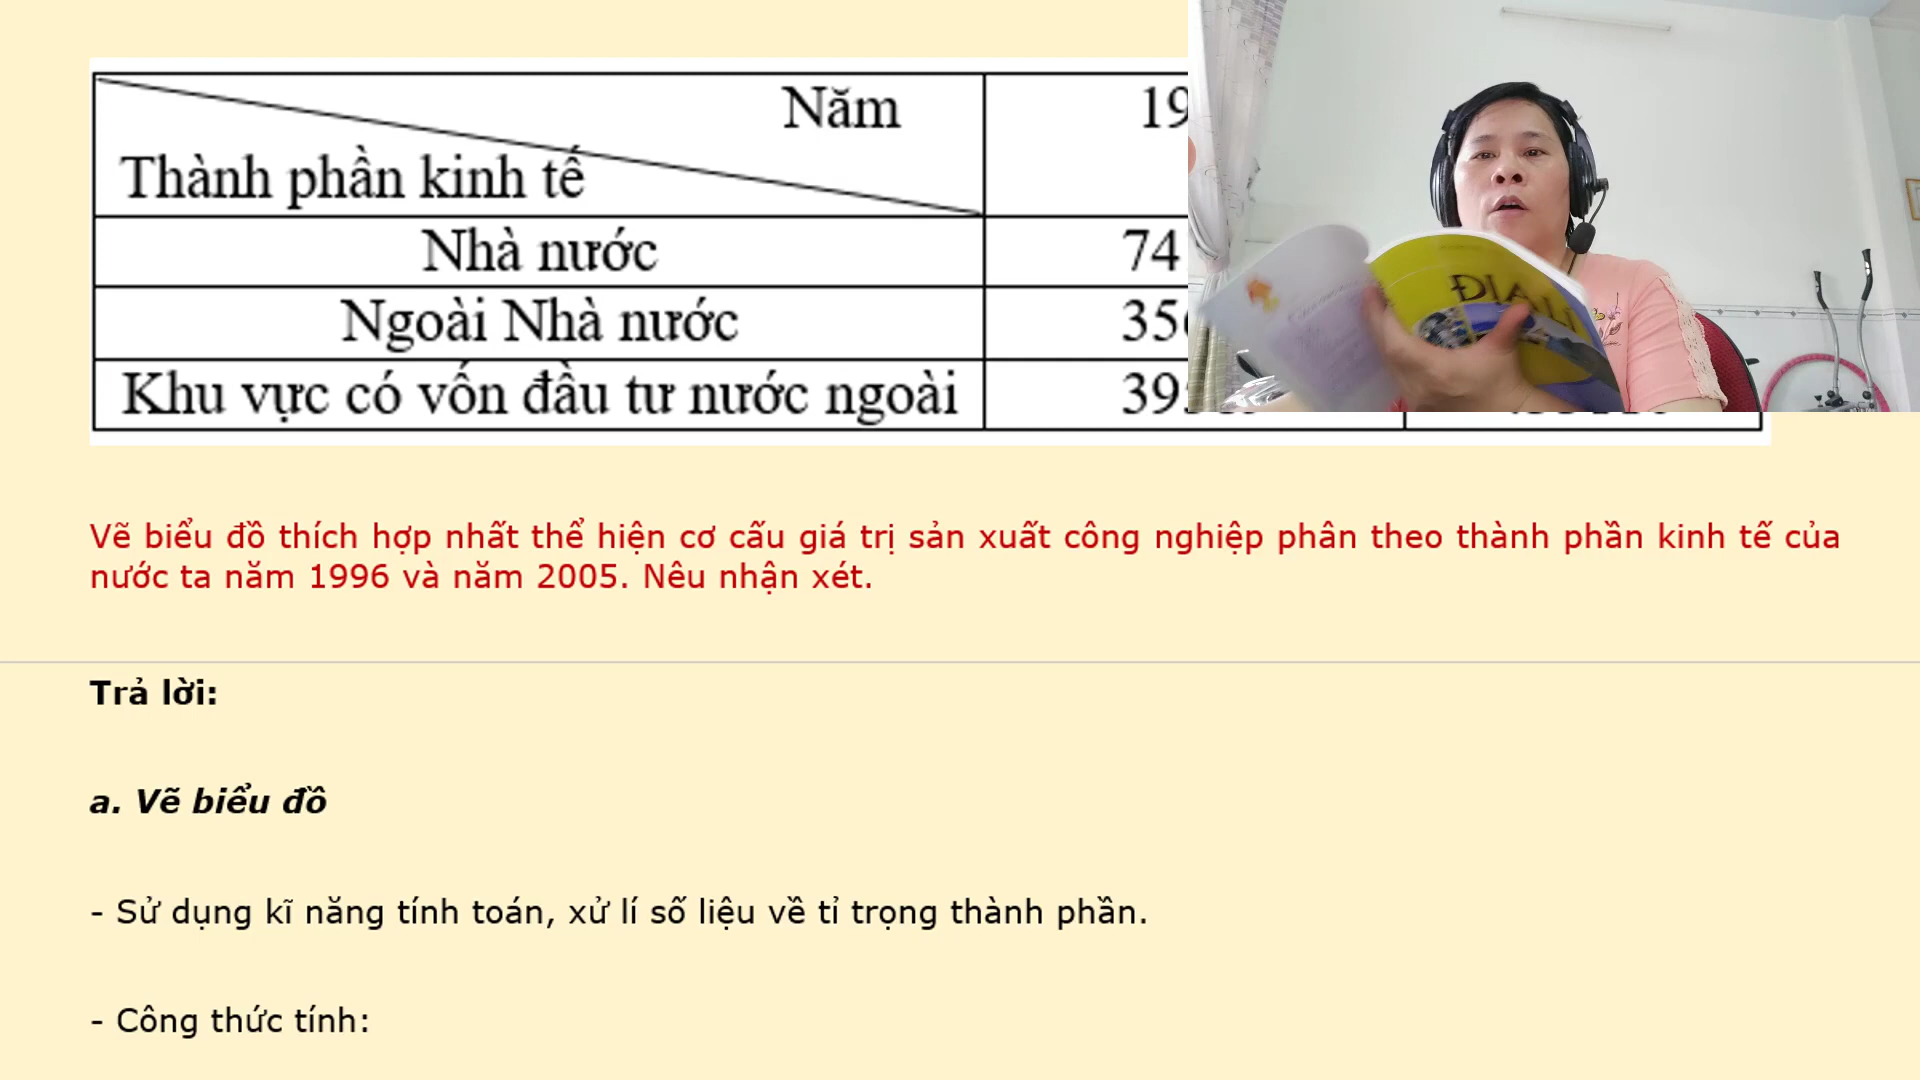 Năm
Thành phần kinh tế
Nhà nước
74
Ngoài Nhà nước
Khu vực có vốn đầu tư nước ngoài
ĐỊA LÍ
Vẽ biểu đồ thích hợp nhất thể hiện cơ cấu giá trị sản xuất công nghiệp phân theo thành phần kinh tế của
nước ta năm 1996 và năm 2005. Nêu nhận xét.
Trả lời:
a. Vẽ biểu đồ
- Sử dụng kĩ năng tính toán, xử lí số liệu về tỉ trọng thành phần.
- Công thức tính: